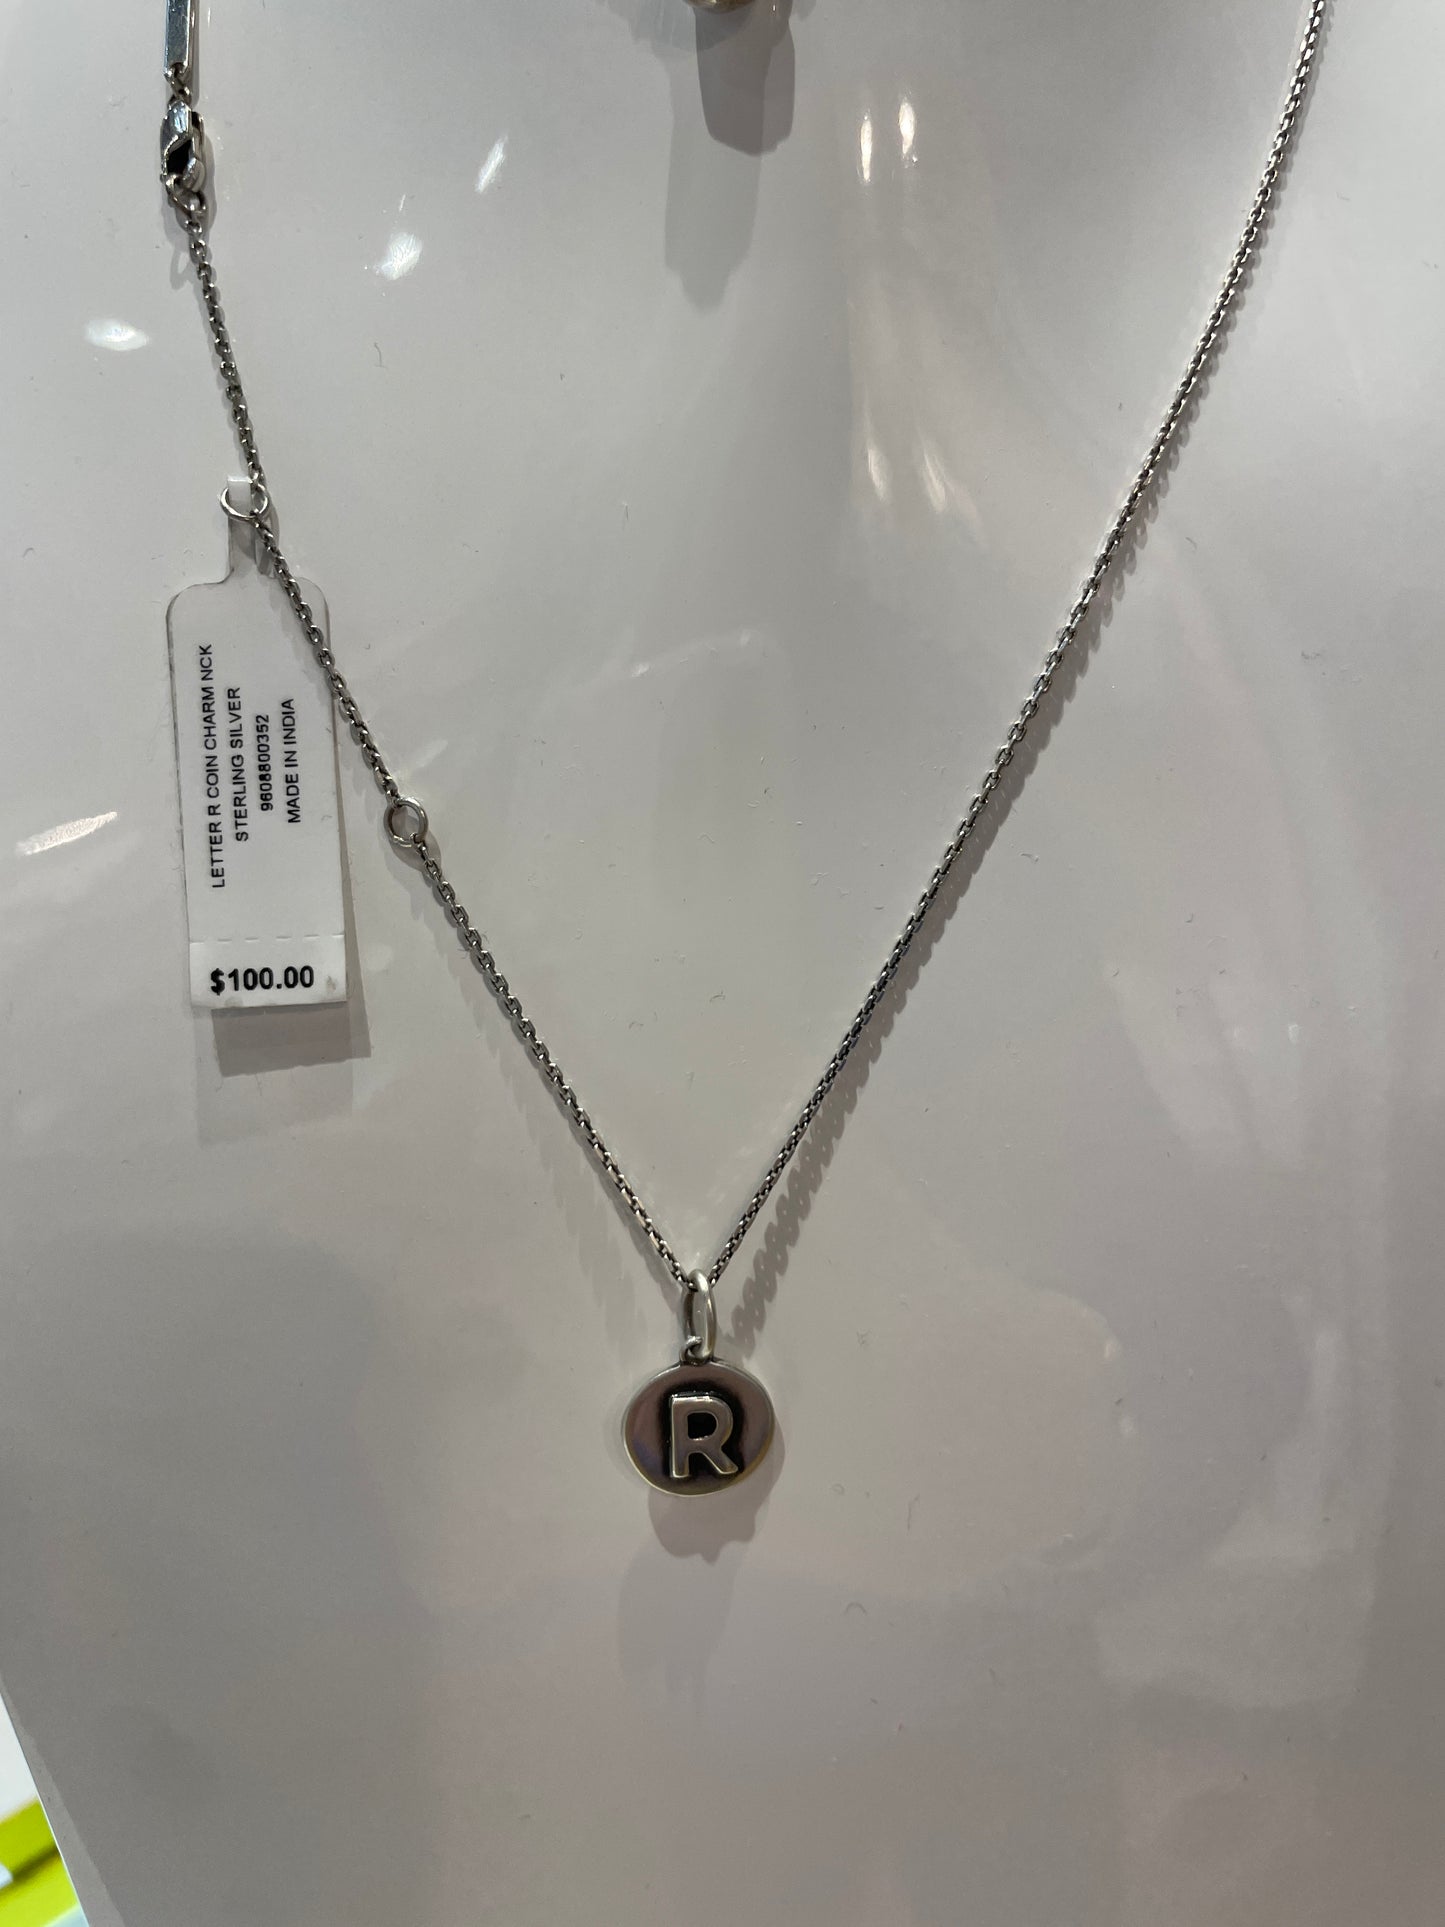 LETTER R COIN CHARM NCK
STERLING SILVER
9608800352
MADE IN INDIA
$100.00
R